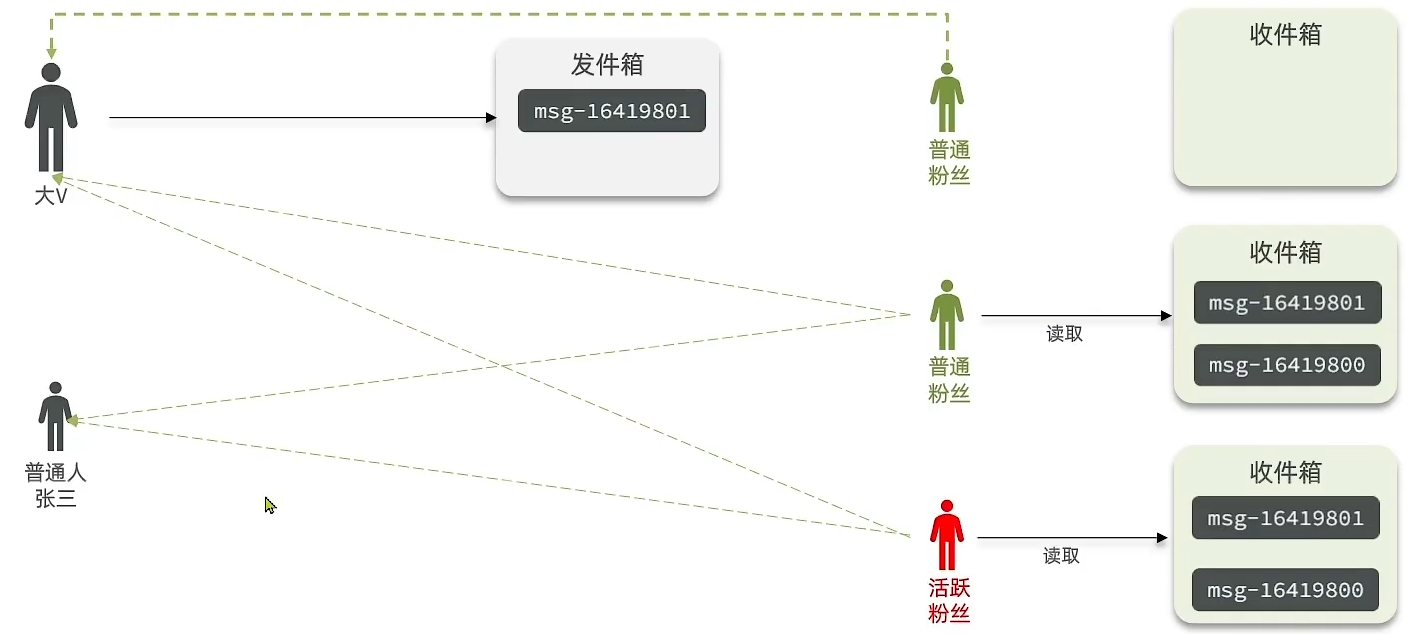 发件箱
msg-16419801
大V
普通
粉丝
收件箱
普通
粉丝
读取
收件箱
msg-16419801
msg-16419800
普通人
张三
活跃
粉丝
读取
收件箱
msg-16419801
msg-16419800